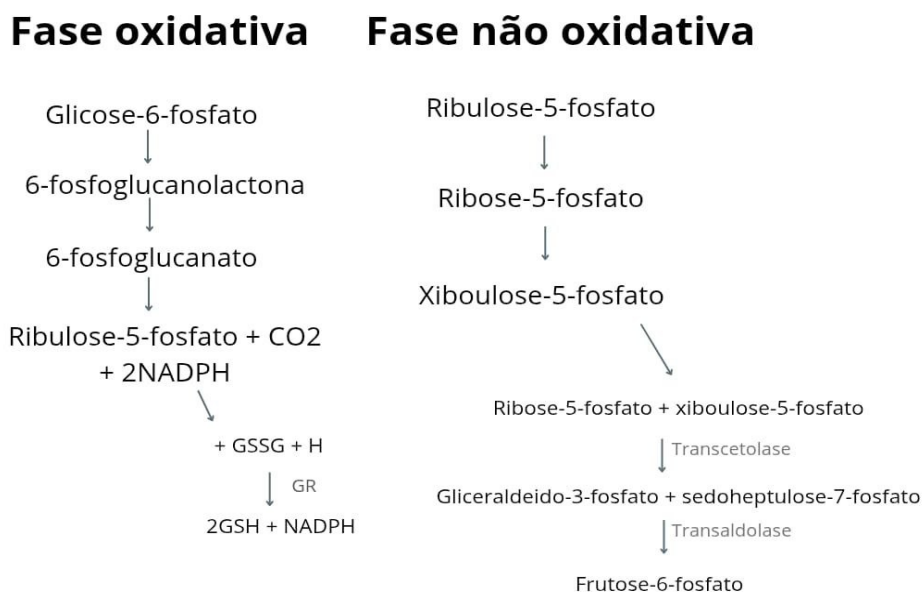 Fase oxidativa
Glicose-6-fosfato
6-fosfoglucanolactona
6-fosfoglucanato
Ribulose-5-fosfato + CO2
+ 2NADPH
+ GSSG + H
GR
2GSH + NADPH
Fase não oxidativa
Ribulose-5-fosfato
Ribose-5-fosfato
Xiboulose-5-fosfato
Ribose-5-fosfato + xiboulose-5-fosfato
Transcetolase
Gliceraldeido-3-fosfato + sedoheptulose-7-fosfato
Transaldolase
Frutose-6-fosfato